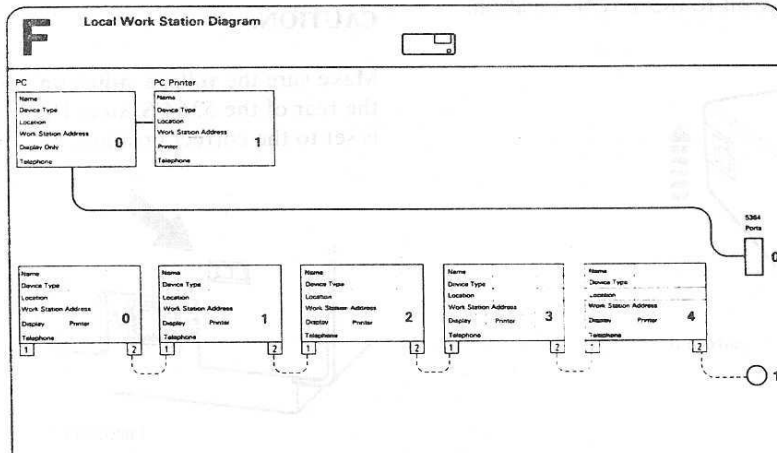 F
Local Work Station Diagram
PC
Name
Device Type
Location
Work Station Address
Display Only
Telephone
0
PC Printer
Name
Device Type
Location
Work Station Address
Printer
Telephone
1
5364
Ports
0
Name
Device Type
Location
Work Station Address
Display Printer
Telephone
0
1 2
Name
Device Type
Location
Work Station Address
Display Printer
Telephone
1
1 2
Name
Device Type
Location
Work Station Address
Display Printer
Telephone
2
1 2
Name
Device Type
Location
Work Station Address
Display Printer
Telephone
3
1 2
Name
Device Type
Location
Work Station Address
Display Printer
Telephone
4
1 2
1
CAUTION
Make sure the
the rear of the
is set to the